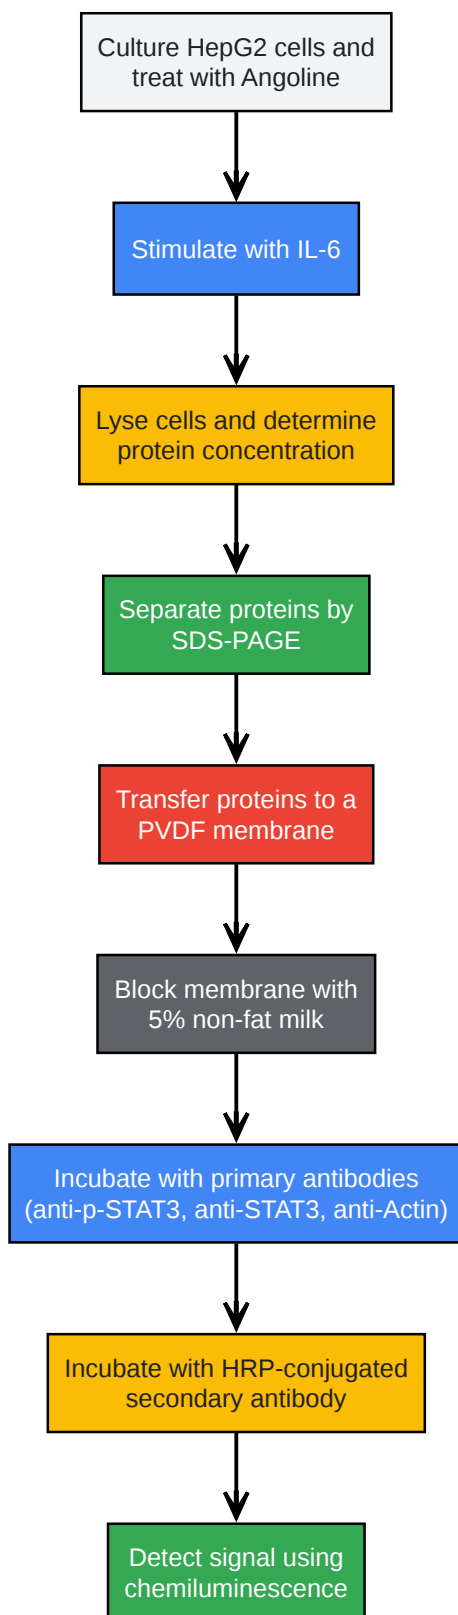 Culture HepG2 cells and
treat with Angoline
Stimulate with IL-6
Lyse cells and determine
protein concentration
Separate proteins by
SDS-PAGE
Transfer proteins to a
PVDF membrane
Block membrane with
5% non-fat milk
Incubate with primary antibodies
(anti-p-STAT3, anti-STAT3, anti-Actin)
Incubate with HRP-conjugated
secondary antibody
Detect signal using
chemiluminescence